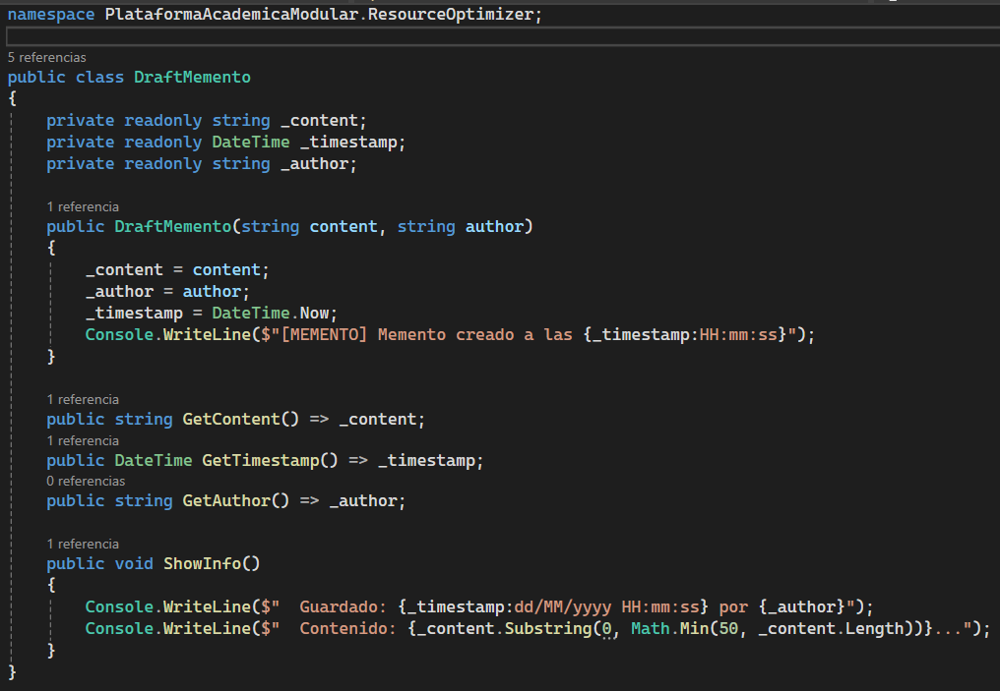 namespace PlataformaAcademicaModular.ResourceOptimizer;
5 referencias
public class DraftMemento
{
private readonly string _content;
private readonly DateTime _timestamp;
private readonly string _author;
1 referencia
public DraftMemento(string content, string author)
{
_content = content;
_author = author;
_timestamp = DateTime.Now;
Console.WriteLine($"[MEMENTO] Memento creado a las {_timestamp:HH:mm:ss}");
}
1 referencia
public string GetContent() => _content;
1 referencia
public DateTime GetTimestamp() => _timestamp;
0 referencias
public string GetAuthor() => _author;
1 referencia
public void ShowInfo()
{
Console.WriteLine($"  Guardado: {_timestamp:dd/MM/yyyy HH:mm:ss} por {_author}");
Console.WriteLine($"  Contenido: {_content.Substring(0, Math.Min(50, _content.Length))}...");
}
}